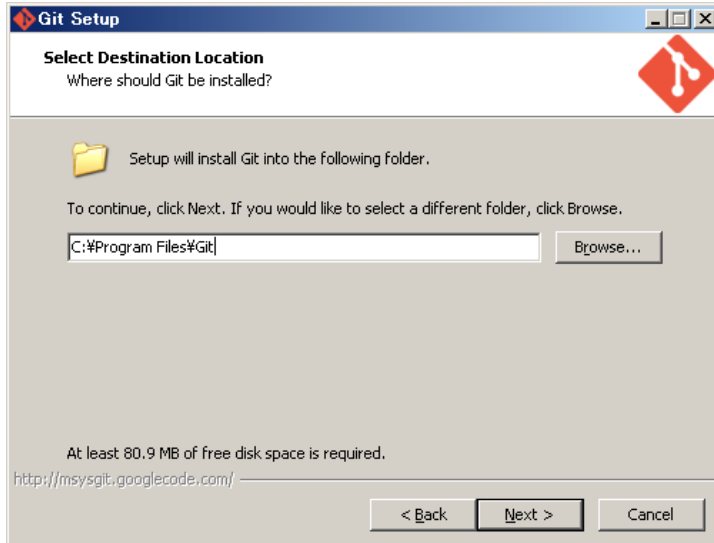 Git Setup
Select Destination Location
Where should Git be installed?
Setup will install Git into the following folder.
To continue, click Next. If you would like to select a different folder, click Browse.
C:¥Program Files¥Git
Browse...
At least 80.9 MB of free disk space is required.
http://msysgit.googlecode.com/
< Back
Next >
Cancel